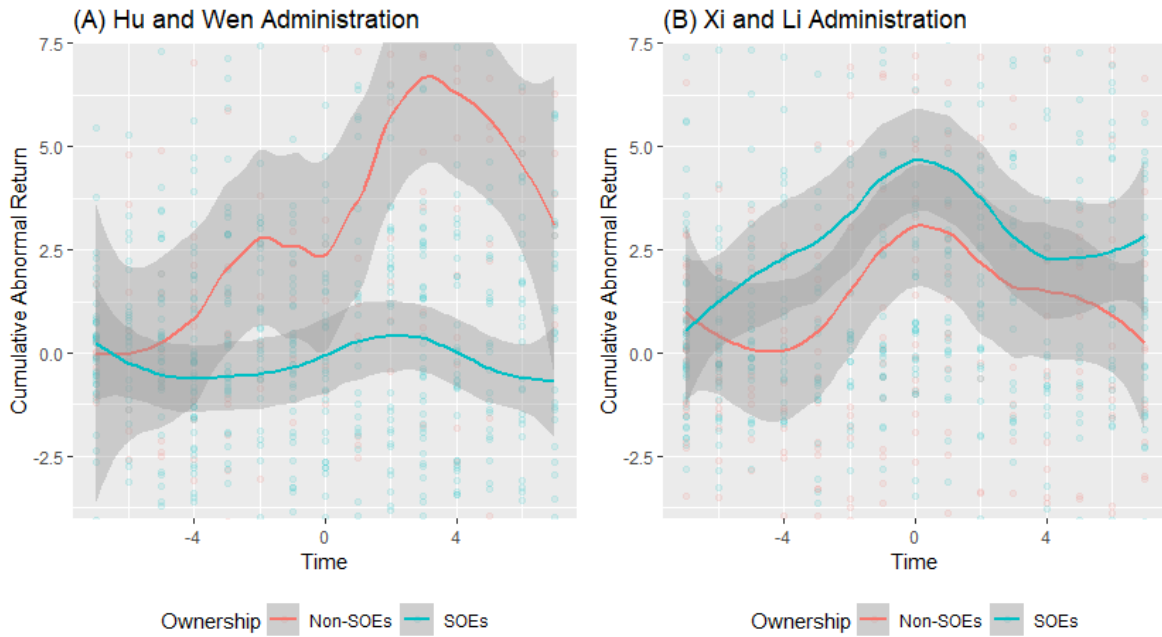 (A) Hu and Wen Administration
7.5
5.0
2.5
0.0
-2.5
Cumulative Abnormal Return
-4
0
4
Time
Ownership Non-SOEs SOEs
(B) Xi and Li Administration
7.5
5.0
2.5
0.0
-2.5
Cumulative Abnormal Return
-4
0
4
Time
Ownership Non-SOEs SOEs